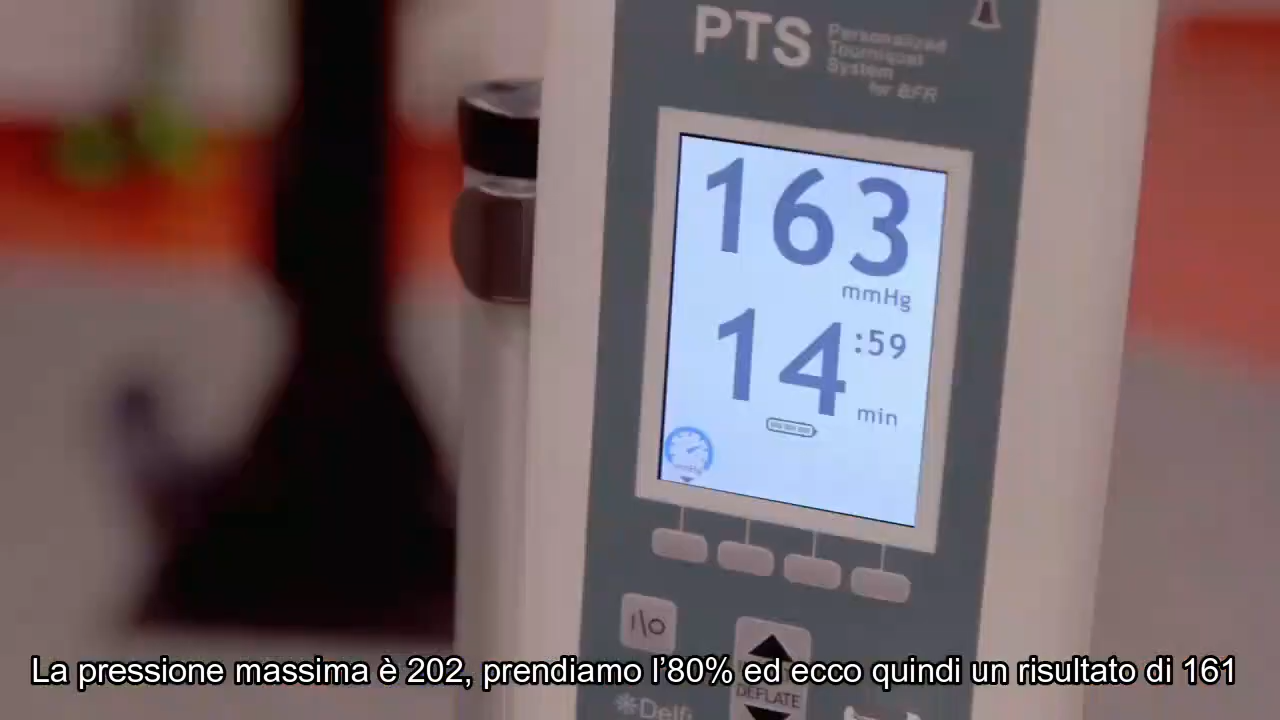 PTS
Personalized
Tourniquet
System
for BFR
163
mmHg
14 :59
min
I\O
DEFLATE
Delfi
La pressione massima è 202, prendiamo l’80% ed ecco quindi un risultato di 161